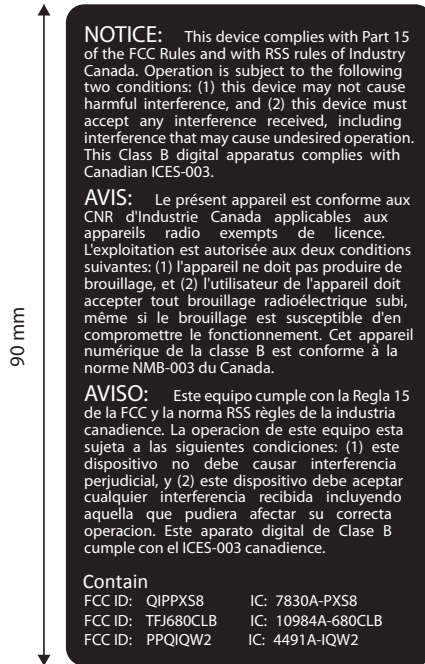 90 mm
NOTICE: This device complies with Part 15
of the FCC Rules and with RSS rules of Industry
Canada. Operation is subject to the following
two conditions: (1) this device may not cause
harmful interference, and (2) this device must
accept any interference received, including
interference that may cause undesired operation.
This Class B digital apparatus complies with
Canadian ICES-003.
AVIS: Le présent appareil est conforme aux
CNR d'Industrie Canada applicables aux
appareils radio exempts de licence.
L'exploitation est autorisée aux deux conditions
suivantes: (1) l'appareil ne doit pas produire de
brouillage, et (2) l'utilisateur de l'appareil doit
accepter tout brouillage radioélectrique subi,
même si le brouillage est susceptible d'en
compromettre le fonctionnement. Cet appareil
numérique de la classe B est conforme à la
norme NMB-003 du Canada.
AVISO: Este equipo cumple con la Regla 15
de la FCC y la norma RSS règles de la industria
canadience. La operacion de este equipo esta
sujeta a las siguientes condiciones: (1) este
dispositivo no debe causar interferencia
perjudicial, y (2) este dispositivo debe aceptar
cualquier interferencia recibida incluyendo
aquella que pudiera afectar su correcta
operacion. Este aparato digital de Clase B
cumple con el ICES-003 canadience.
Contain
FCC ID: QIPPXS8 IC: 7830A-PXS8
FCC ID: TFJ680CLB IC: 10984A-680CLB
FCC ID: PPQIQW2 IC: 4491A-IQW2